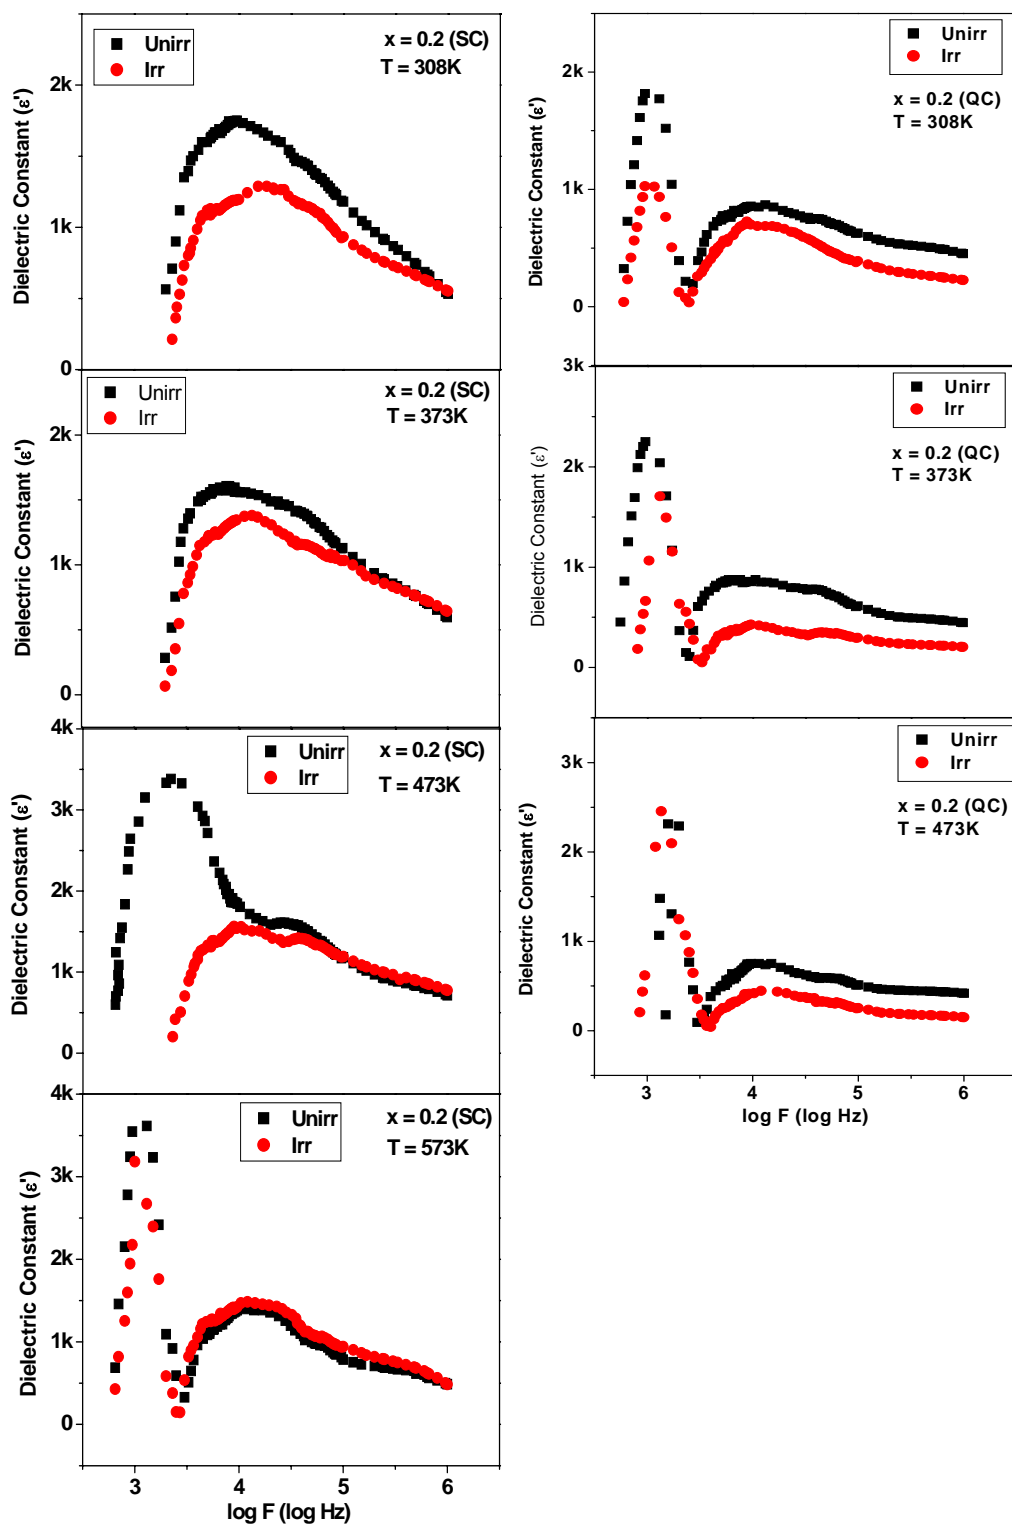 Unirr
Irr
x = 0.2 (SC)
T = 308K
2k
1k
0
Dielectric Constant (ε')
Unirr
Irr
x = 0.2 (SC)
T = 373K
2k
1k
0
Dielectric Constant (ε')
4k
Unirr
Irr
x = 0.2 (SC)
T = 473K
3k
2k
1k
0
Dielectric Constant (ε')
4k
Unirr
Irr
x = 0.2 (SC)
T = 573K
3k
2k
1k
0
Dielectric Constant (ε')
3 4 5 6
log F (log Hz)
Unirr
Irr
x = 0.2 (QC)
T = 308K
2k
1k
0
Dielectric Constant (ε')
3k
Unirr
Irr
x = 0.2 (QC)
T = 373K
2k
1k
0
Dielectric Constant (ε')
Unirr
Irr
x = 0.2 (QC)
T = 473K
3k
2k
1k
0
Dielectric Constant (ε')
3 4 5 6
log F (log Hz)